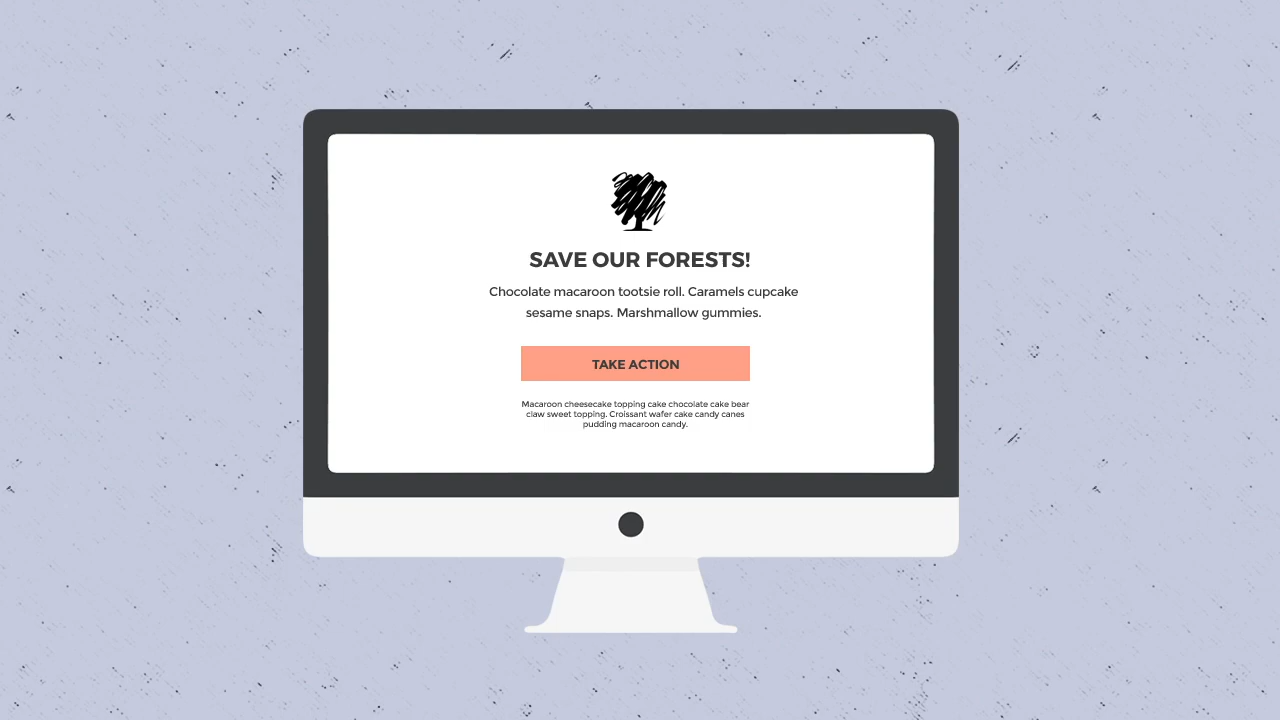 SAVE OUR FORESTS!
Chocolate macaroon tootsie roll. Caramels cupcake
sesame snaps. Marshmallow gummies.
TAKE ACTION
Macaroon cheesecake topping cake chocolate cake bear
claw sweet topping. Croissant wafer cake candy canes
pudding macaroon candy.